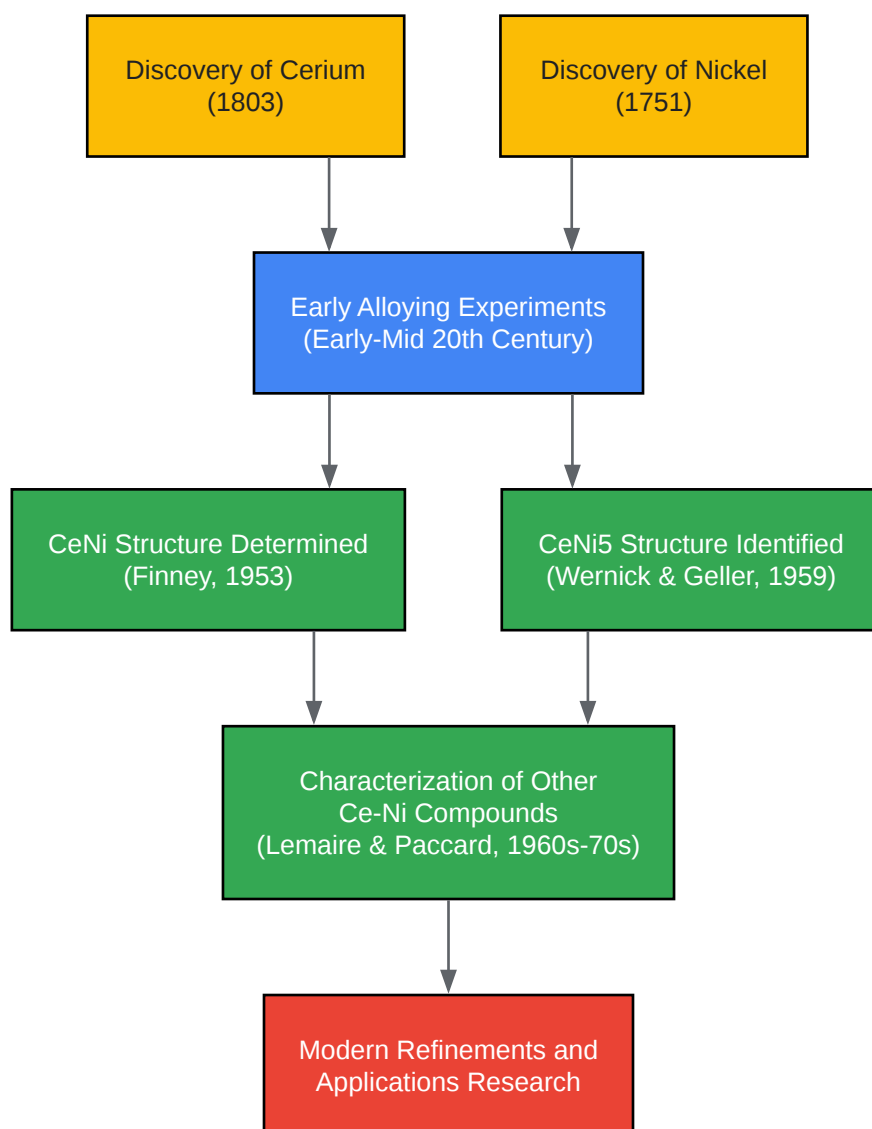 Discovery of Cerium
(1803)
Discovery of Nickel
(1751)
Early Alloying Experiments
(Early-Mid 20th Century)
CeNi Structure Determined
(Finney, 1953)
CeNi5 Structure Identified
(Wernick & Geller, 1959)
Characterization of Other
Ce-Ni Compounds
(Lemaire & Paccard, 1960s-70s)
Modern Refinements and
Applications Research